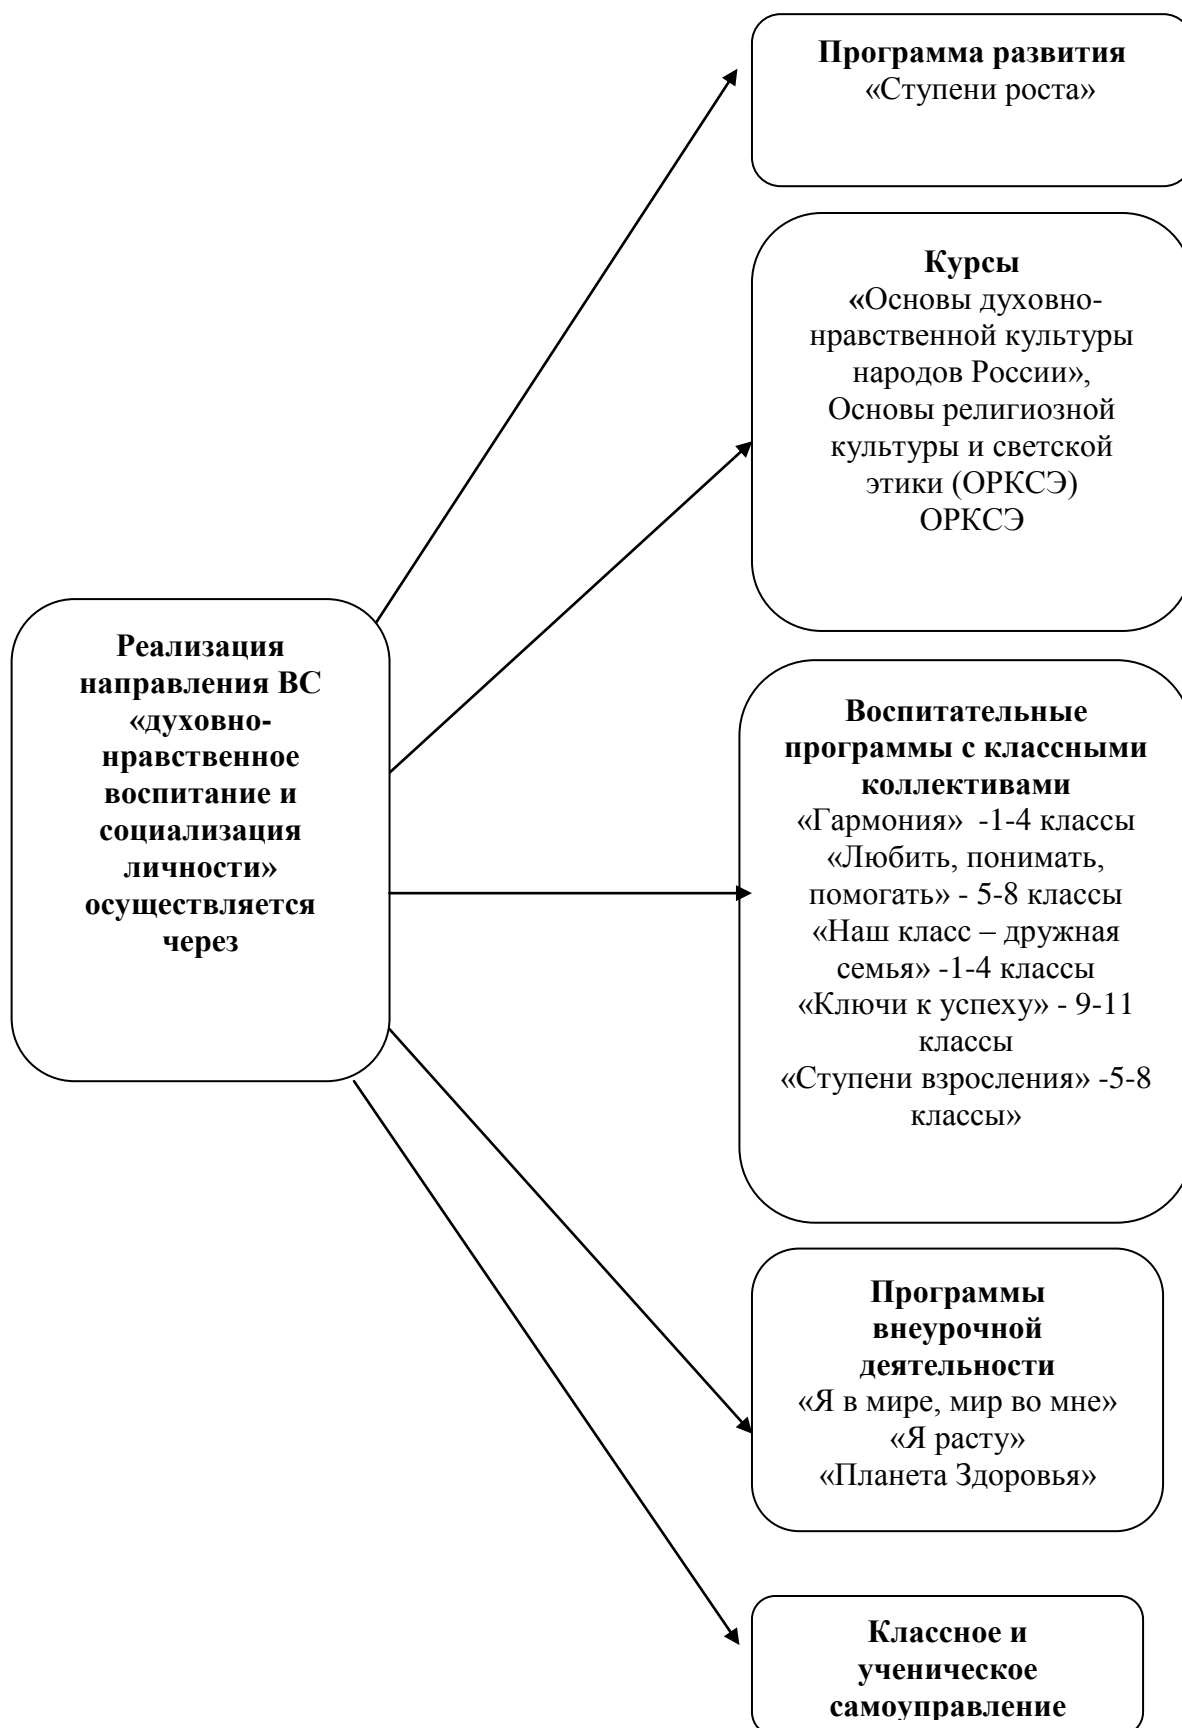 Программа развития
«Ступени роста»
Курсы
«Основы духовно-
нравственной культуры
народов России»,
Основы религиозной
культуры и светской
этики (ОРКСЭ)
ОРКСЭ
Реализация
направления ВС
«духовно-
нравственное
воспитание и
социализация
личности»
осуществляется
через
Воспитательные
программы с классными
коллективами
«Гармония»  -1-4 классы
«Любить, понимать,
помогать» - 5-8 классы
«Наш класс – дружная
семья» -1-4 классы
«Ключи к успеху» - 9-11
классы
«Ступени взросления» -5-8
классы»
Программы
внеурочной
деятельности
«Я в мире, мир во мне»
«Я расту»
«Планета Здоровья»
Классное и
ученическое
самоуправление